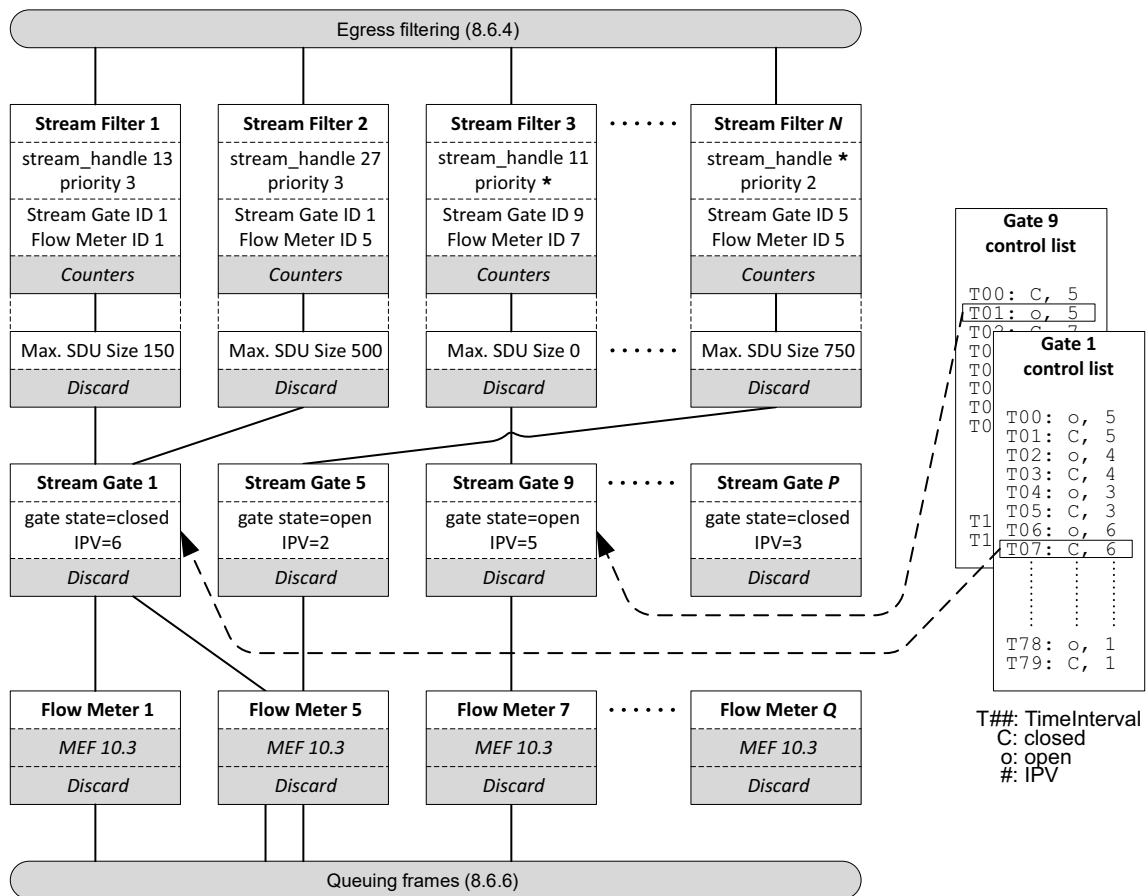 Egress filtering (8.6.4)
Stream Filter 1
stream_handle 13
priority 3
Stream Gate ID 1
Flow Meter ID 1
Counters
Max. SDU Size 150
Discard
Stream Filter 2
stream_handle 27
priority 3
Stream Gate ID 1
Flow Meter ID 5
Counters
Max. SDU Size 500
Discard
Stream Filter 3
stream_handle 11
priority *
Stream Gate ID 9
Flow Meter ID 7
Counters
Max. SDU Size 0
Discard
Stream Filter N
stream_handle *
priority 2
Stream Gate ID 5
Flow Meter ID 5
Counters
Max. SDU Size 750
Discard
Stream Gate 1
gate state=closed
IPV=6
Discard
Stream Gate 5
gate state=open
IPV=2
Discard
Stream Gate 9
gate state=open
IPV=5
Discard
Stream Gate P
gate state=closed
IPV=3
Discard
Flow Meter 1
MEF 10.3
Discard
Flow Meter 5
MEF 10.3
Discard
Flow Meter 7
MEF 10.3
Discard
Flow Meter Q
MEF 10.3
Discard
Queuing frames (8.6.6)
Gate 9
control list
T00: C, 5
T01: o, 5
T0
T0
T0
T0
T0
T1
T1
Gate 1
control list
T00: o, 5
T01: C, 5
T02: o, 4
T03: C, 4
T04: o, 3
T05: C, 3
T06: o, 6
T07: C, 6
T78: o, 1
T79: C, 1
T##: TimeInterval
C: closed
o: open
#: IPV